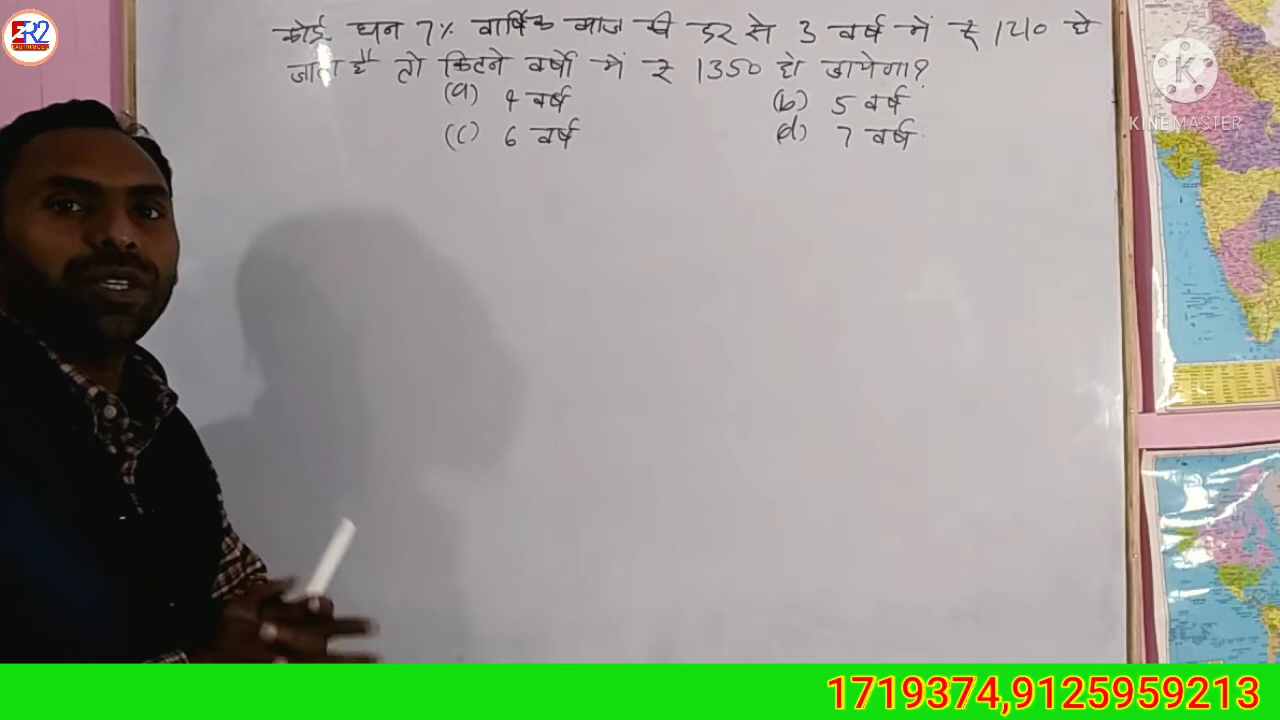 ER2
कोई धन 7% वार्षिक ब्याज की दर से 3 वर्ष में ₹ 1210 हो
जाता है तो कितने वर्षों में ₹ 1350 हो जायेगा?
(a) 4 वर्ष (b) 5 वर्ष
(c) 6 वर्ष (d) 7 वर्ष
KINEMASTER
1719374,9125959213